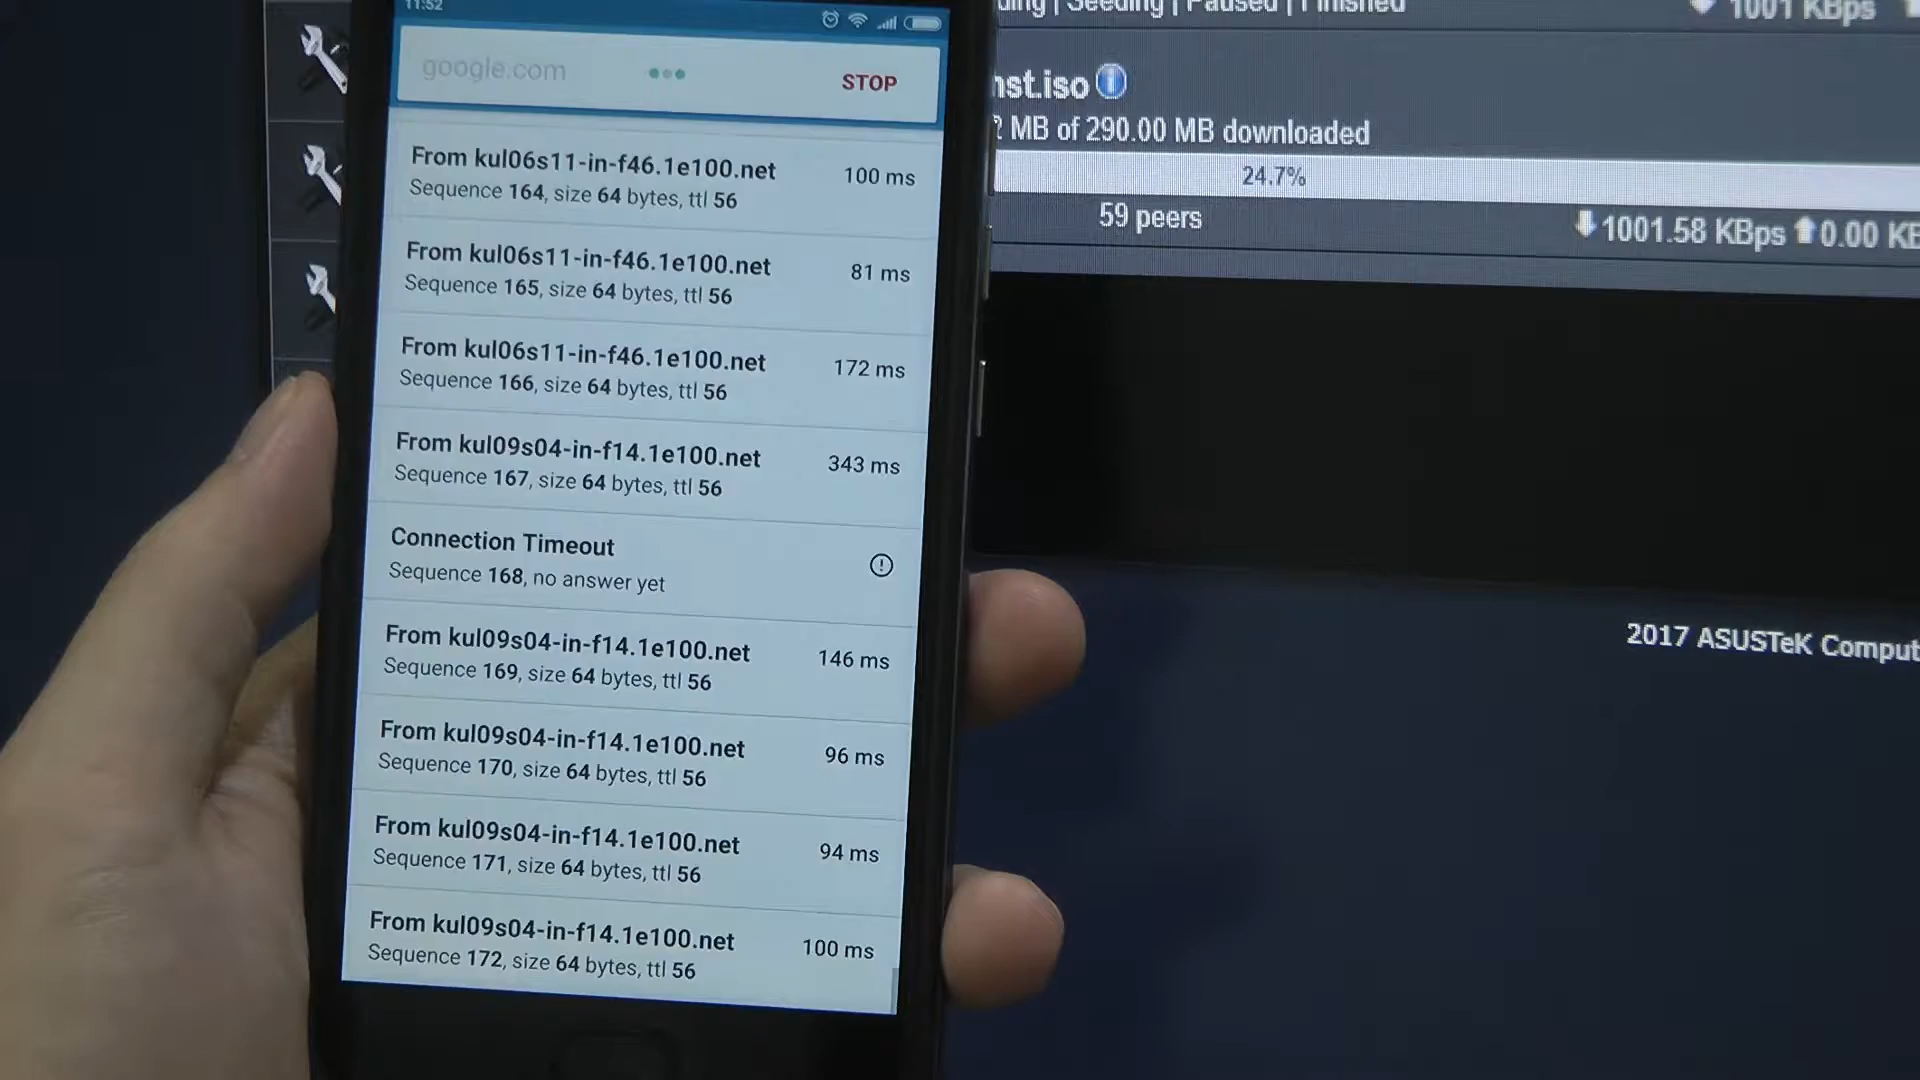 11:52
google.com
STOP
From kul06s11-in-f46.1e100.net
100 ms
Sequence 164, size 64 bytes, ttl 56
From kul06s11-in-f46.1e100.net
81 ms
Sequence 165, size 64 bytes, ttl 56
From kul06s11-in-f46.1e100.net
172 ms
Sequence 166, size 64 bytes, ttl 56
From kul09s04-in-f14.1e100.net
343 ms
Sequence 167, size 64 bytes, ttl 56
Connection Timeout
Sequence 168, no answer yet
From kul09s04-in-f14.1e100.net
146 ms
Sequence 169, size 64 bytes, ttl 56
From kul09s04-in-f14.1e100.net
96 ms
Sequence 170, size 64 bytes, ttl 56
From kul09s04-in-f14.1e100.net
94 ms
Sequence 171, size 64 bytes, ttl 56
From kul09s04-in-f14.1e100.net
100 ms
Sequence 172, size 64 bytes, ttl 56
| Seeding | Paused | Finished
1001 KBps
nst.iso
2 MB of 290.00 MB downloaded
24.7%
59 peers
1001.58 KBps 0.00 KB
2017 ASUSTeK Comput